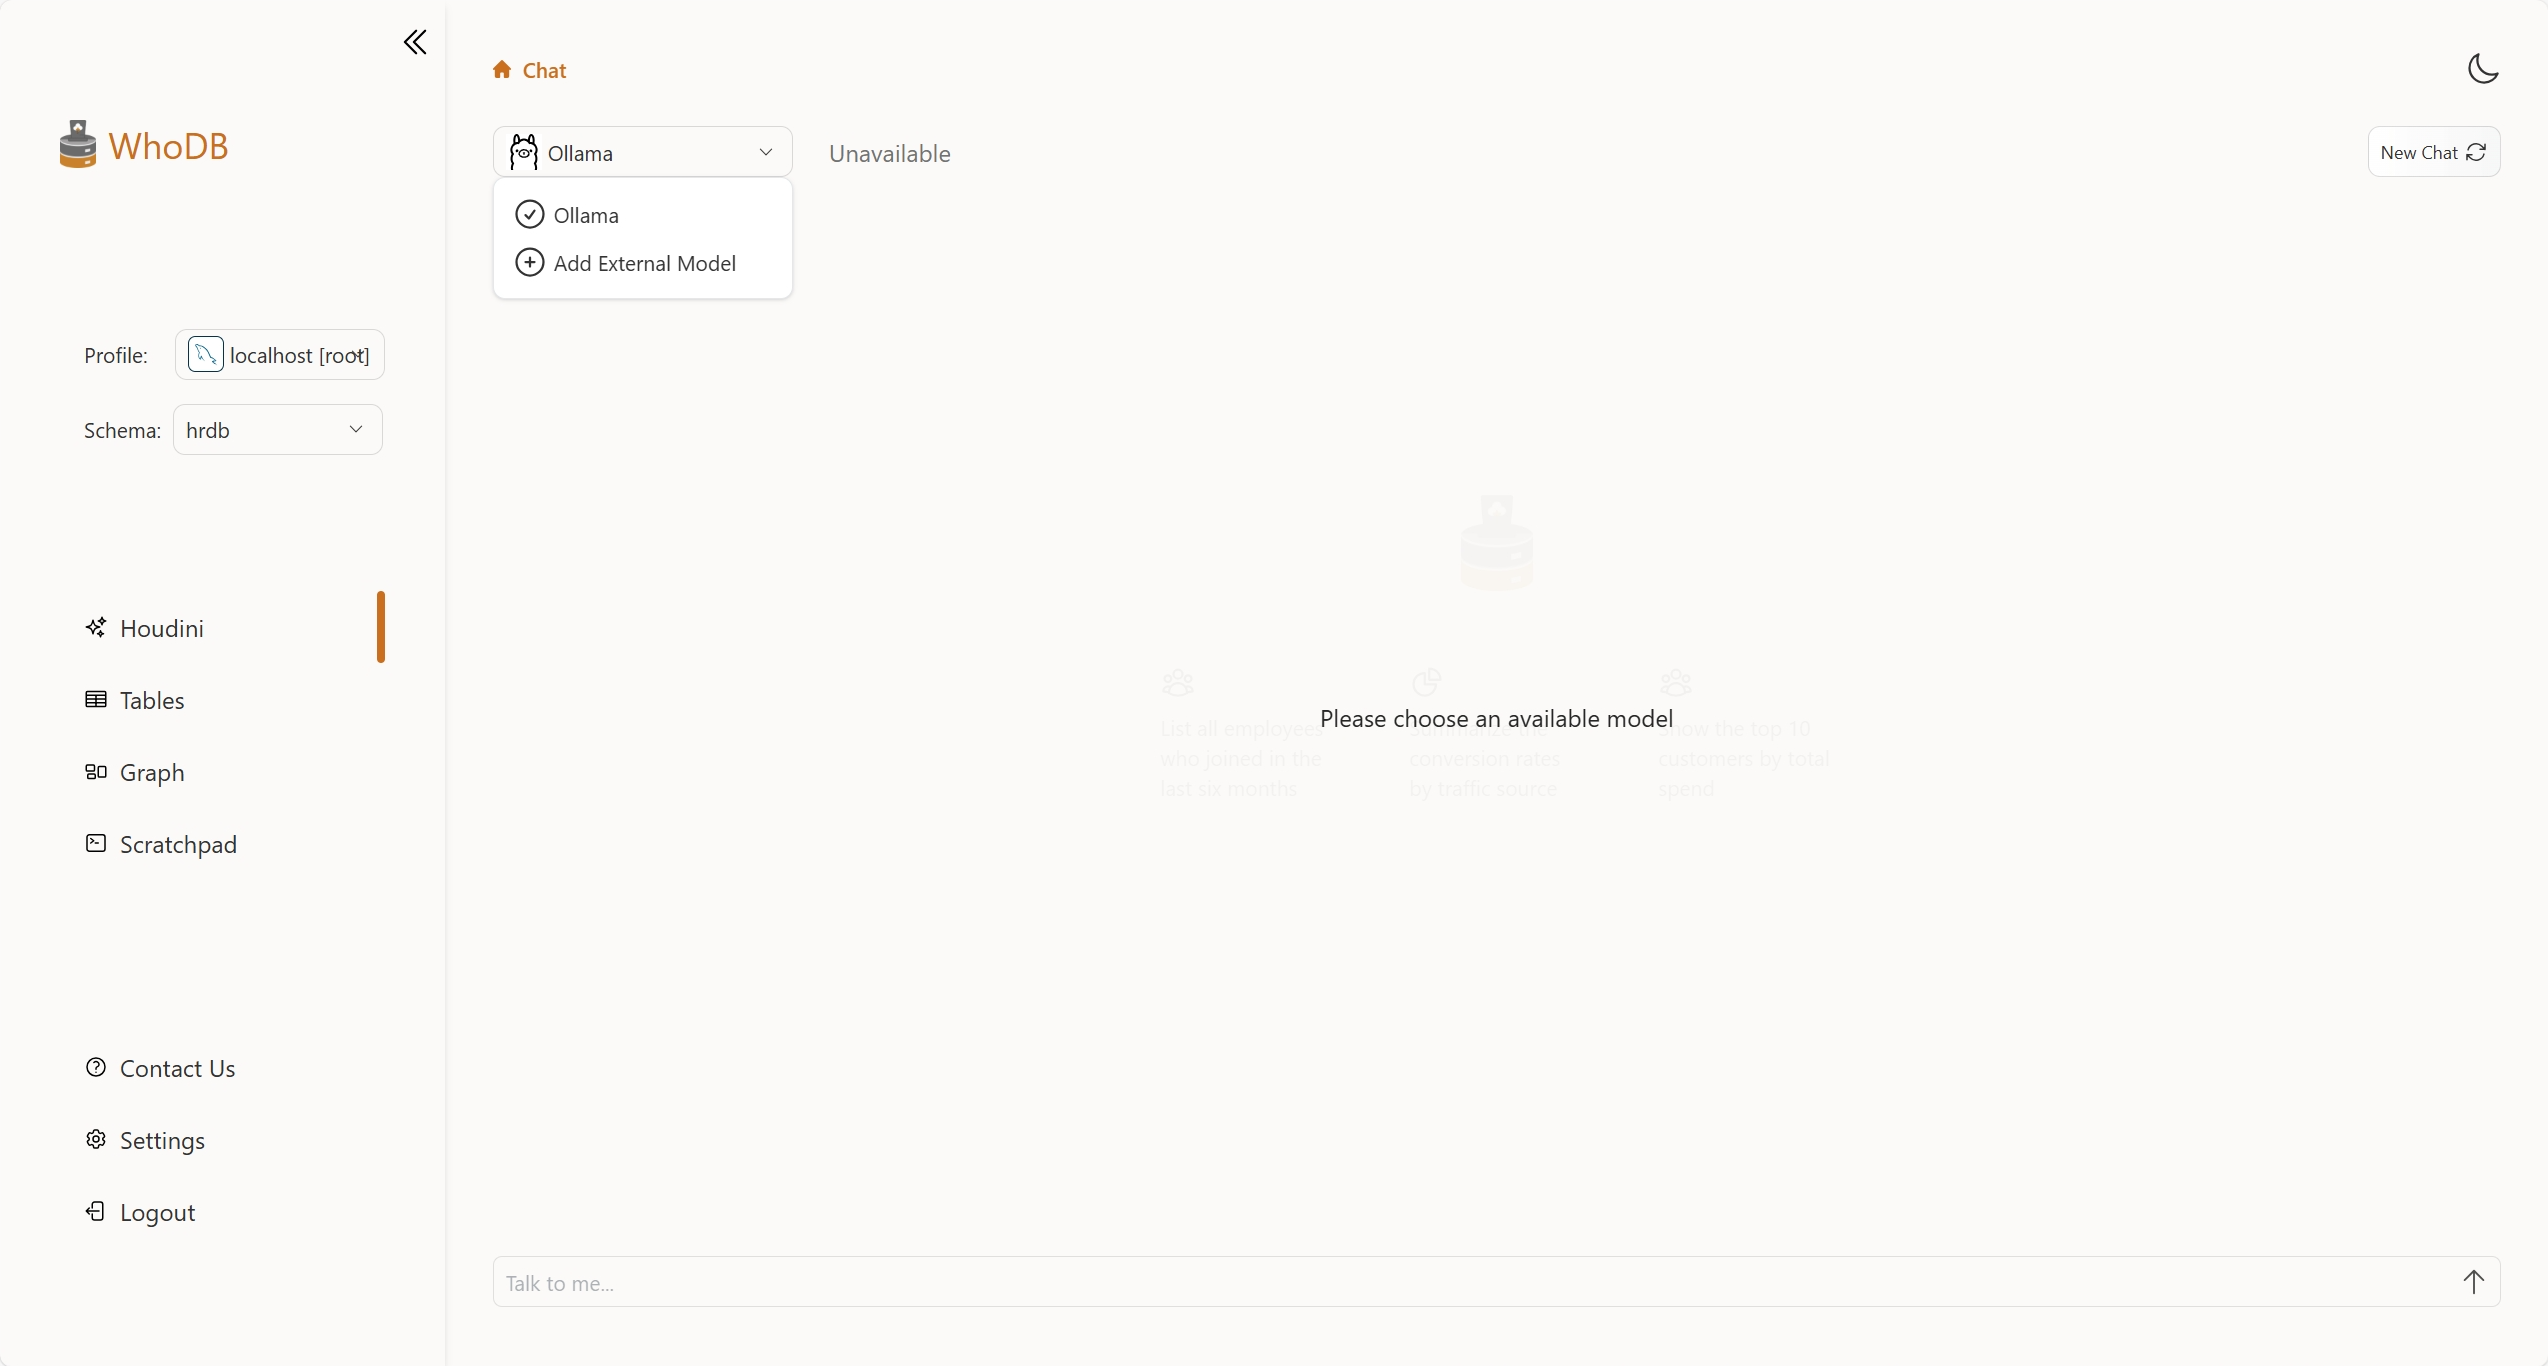 WhoDB
Profile: localhost [root]
Schema: hrdb
Houdini
Tables
Graph
Scratchpad
Contact Us
Settings
Logout
Chat
Ollama
Unavailable
New Chat
Ollama
Add External Model
Please choose an available model
List all employees
who joined in the
last six months
Summarize the
conversion rates
by traffic source
Show the top 10
customers by total
spend
Talk to me...